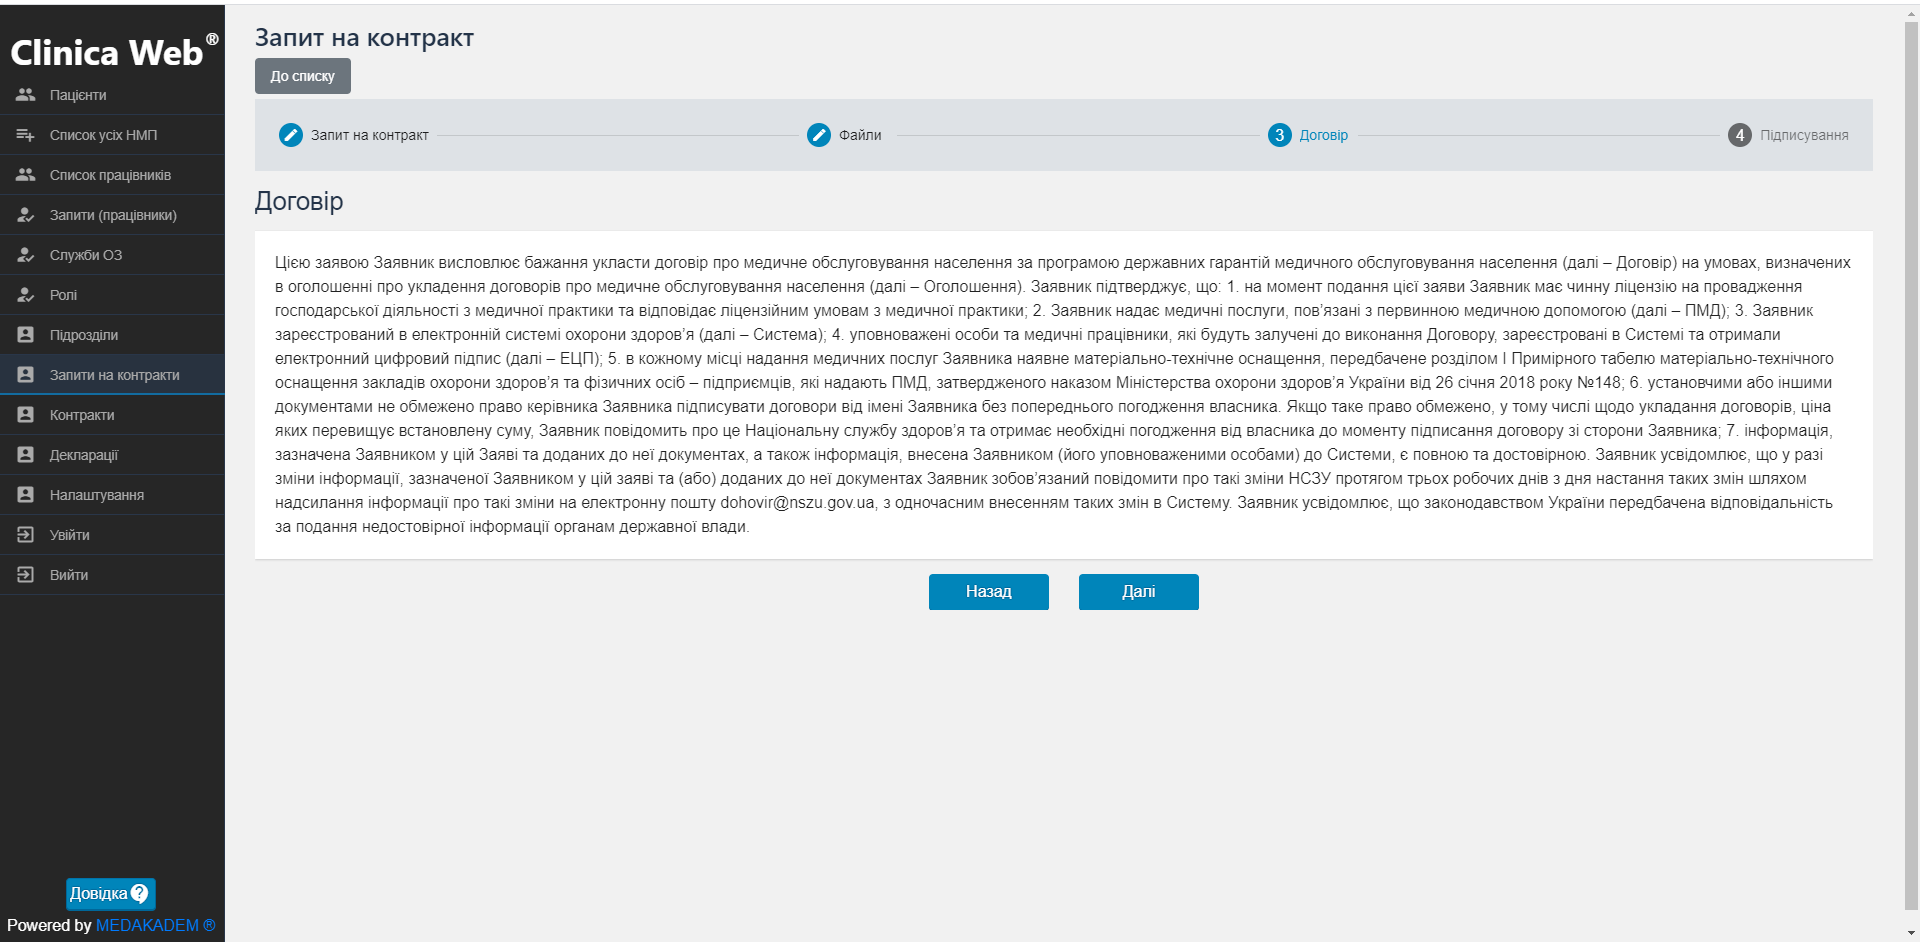 Clinica Web®
Пацієнти
Список усіх НМП
Список працівників
Запити (працівники)
Служби ОЗ
Ролі
Підрозділи
Запити на контракти
Контракти
Декларації
Налаштування
Увійти
Вийти
Довідка ?
Powered by MEDAKADEM ®
Запит на контракт
До списку
Запит на контракт
Файли
3 Договір
4 Підписування
Договір
Цією заявою Заявник висловлює бажання укласти договір про медичне обслуговування населення за програмою державних гарантій медичного обслуговування населення (далі – Договір) на умовах, визначених
в оголошенні про укладення договорів про медичне обслуговування населення (далі – Оголошення). Заявник підтверджує, що: 1. на момент подання цієї заяви Заявник має чинну ліцензію на провадження
господарської діяльності з медичної практики та відповідає ліцензійним умовам з медичної практики; 2. Заявник надає медичні послуги, пов’язані з первинною медичною допомогою (далі – ПМД); 3. Заявник
зареєстрований в електронній системі охорони здоров’я (далі – Система); 4. уповноважені особи та медичні працівники, які будуть залучені до виконання Договору, зареєстровані в Системі та отримали
електронний цифровий підпис (далі – ЕЦП); 5. в кожному місці надання медичних послуг Заявника наявне матеріально-технічне оснащення, передбачене розділом І Примірного табелю матеріально-технічного
оснащення закладів охорони здоров’я та фізичних осіб – підприємців, які надають ПМД, затвердженого наказом Міністерства охорони здоров’я України від 26 січня 2018 року №148; 6. установчими або іншими
документами не обмежено право керівника Заявника підписувати договори від імені Заявника без попереднього погодження власника. Якщо таке право обмежено, у тому числі щодо укладання договорів, ціна
яких перевищує встановлену суму, Заявник повідомить про це Національну службу здоров’я та отримає необхідні погодження від власника до моменту підписання договору зі сторони Заявника; 7. інформація,
зазначена Заявником у цій Заяві та доданих до неї документах, а також інформація, внесена Заявником (його уповноваженими особами) до Системи, є повною та достовірною. Заявник усвідомлює, що у разі
зміни інформації, зазначеної Заявником у цій заяві та (або) доданих до неї документах Заявник зобов’язаний повідомити про такі зміни НСЗУ протягом трьох робочих днів з дня настання таких змін шляхом
надсилання інформації про такі зміни на електронну пошту dohovir@nszu.gov.ua, з одночасним внесенням таких змін в Систему. Заявник усвідомлює, що законодавством України передбачена відповідальність
за подання недостовірної інформації органам державної влади.
Назад
Далі